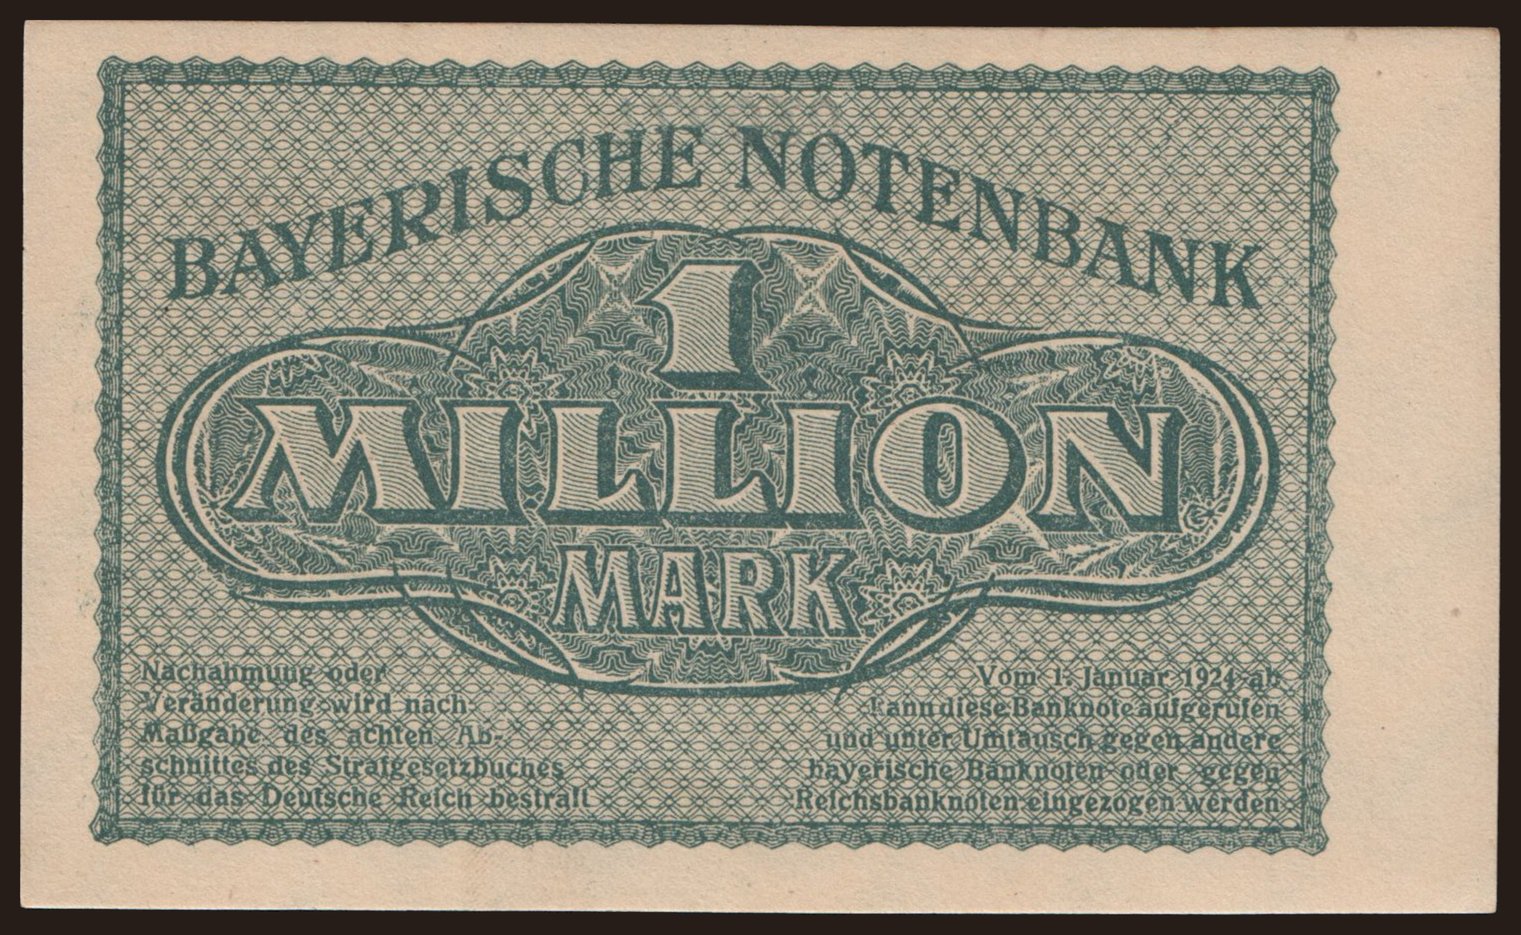 BAYERISCHE NOTENBANK
1
MILLION
MARK
Nachahmung oder
Veränderung wird nach
Maßgabe des achten Ab-
schnittes des Strafgesetzbuches
für das Deutsche Reich bestraft
Vom 1. Januar 1924 ab
kann diese Banknote aufgerufen
und unter Umtausch gegen andere
bayerische Banknoten oder gegen
Reichsbanknoten eingezogen werden